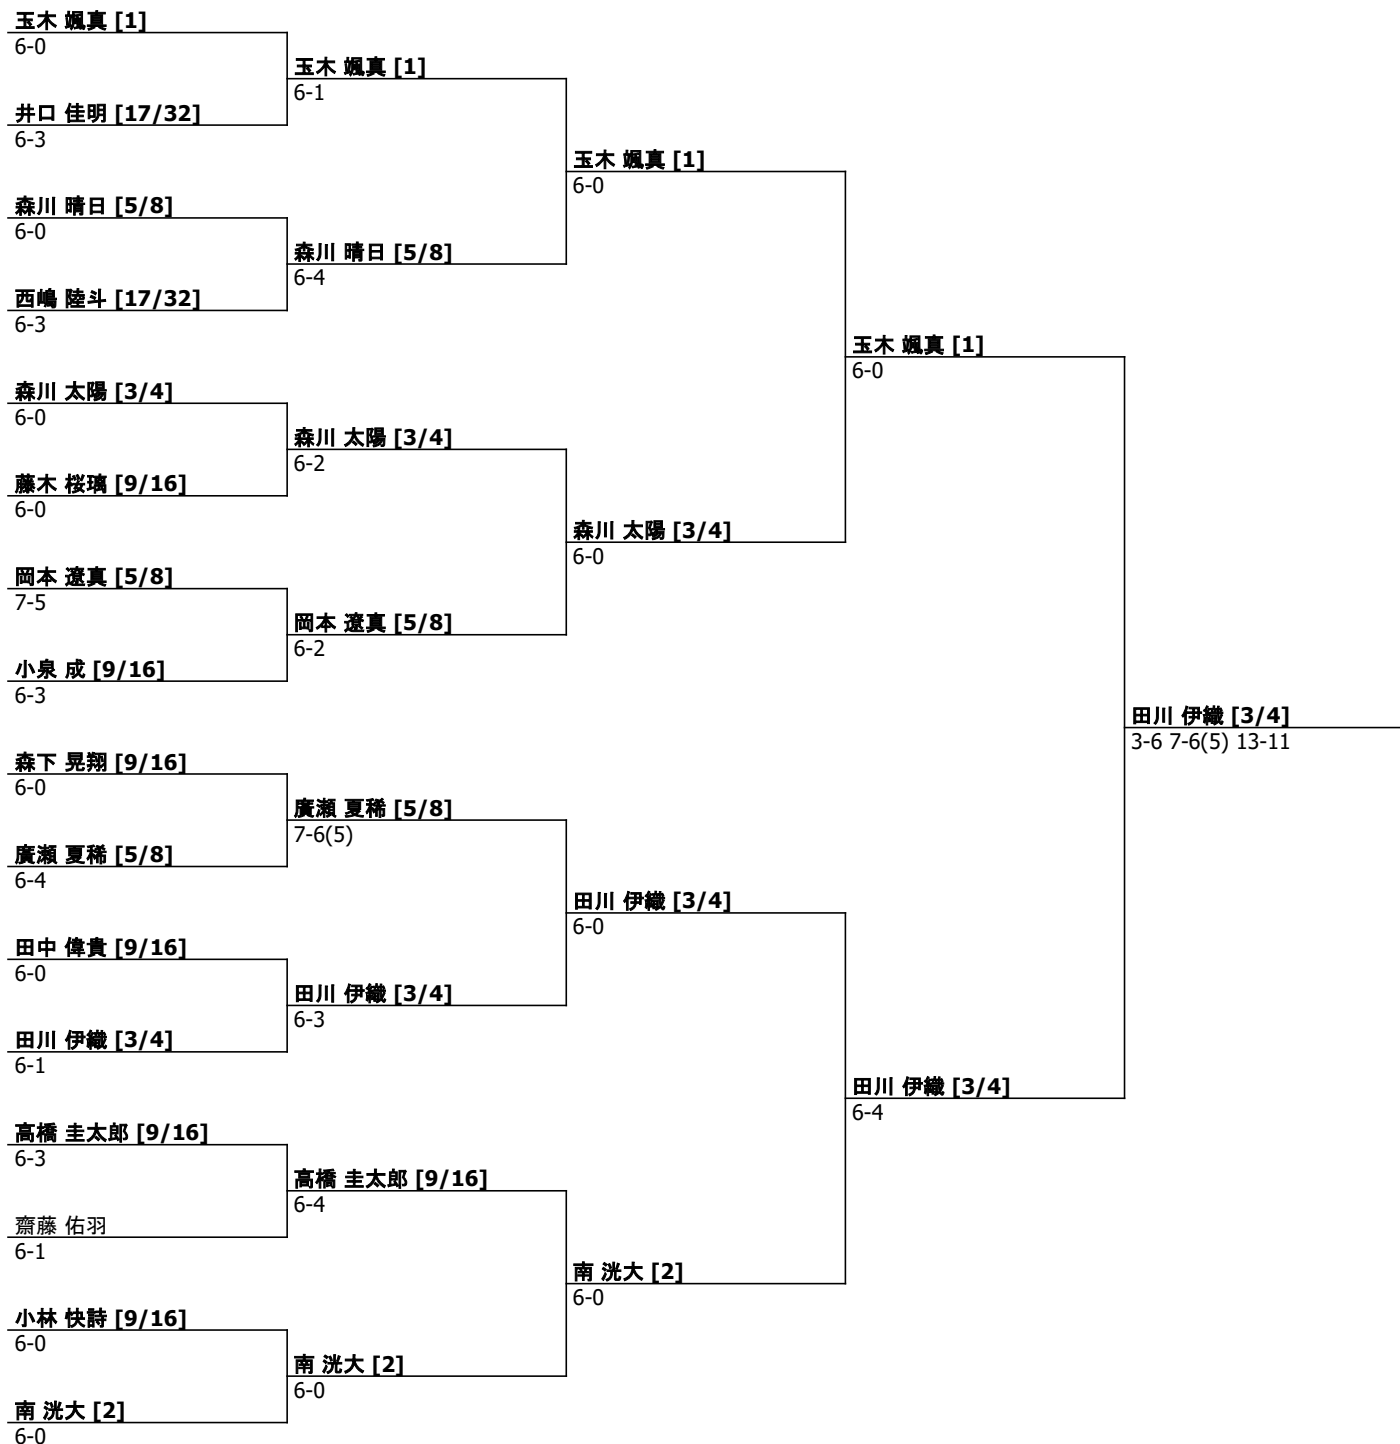 玉木 颯真 [1]
6-0
玉木 颯真 [1]
6-1
井口 佳明 [17/32]
6-3
玉木 颯真 [1]
6-0
森川 晴日 [5/8]
6-0
森川 晴日 [5/8]
6-4
西嶋 陸斗 [17/32]
6-3
玉木 颯真 [1]
6-0
森川 太陽 [3/4]
6-0
森川 太陽 [3/4]
6-2
藤木 桜璃 [9/16]
6-0
森川 太陽 [3/4]
6-0
岡本 遼真 [5/8]
7-5
岡本 遼真 [5/8]
6-2
小泉 成 [9/16]
6-3
田川 伊織 [3/4]
3-6 7-6(5) 13-11
森下 晃翔 [9/16]
6-0
廣瀬 夏稀 [5/8]
7-6(5)
廣瀬 夏稀 [5/8]
6-4
田川 伊織 [3/4]
6-0
田中 偉貴 [9/16]
6-0
田川 伊織 [3/4]
6-3
田川 伊織 [3/4]
6-1
田川 伊織 [3/4]
6-4
高橋 圭太郎 [9/16]
6-3
高橋 圭太郎 [9/16]
6-4
齋藤 佑羽
6-1
南 洸大 [2]
6-0
小林 快詩 [9/16]
6-0
南 洸大 [2]
6-0
南 洸大 [2]
6-0